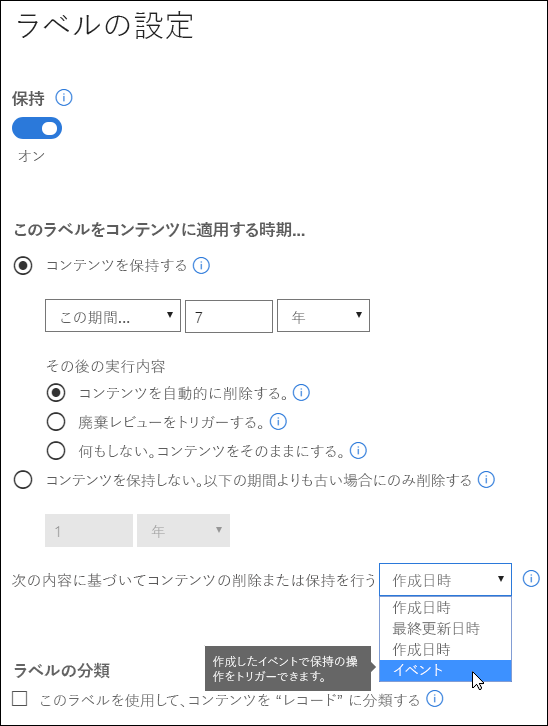 ラベルの設定
保持
オン
このラベルをコンテンツに適用する時期...
コンテンツを保持する
この期間... 7 年
その後の実行内容
コンテンツを自動的に削除する。
廃棄レビューをトリガーする。
何もしない。コンテンツをそのままにする。
コンテンツを保持しない。以下の期間よりも古い場合にのみ削除する
1 年
次の内容に基づいてコンテンツの削除または保持を行う 作成日時
作成日時
最終更新日時
作成日時
イベント
作成したイベントで保持の操
作をトリガーできます。
ラベルの分類
このラベルを使用して、コンテンツを “レコード” に分類する